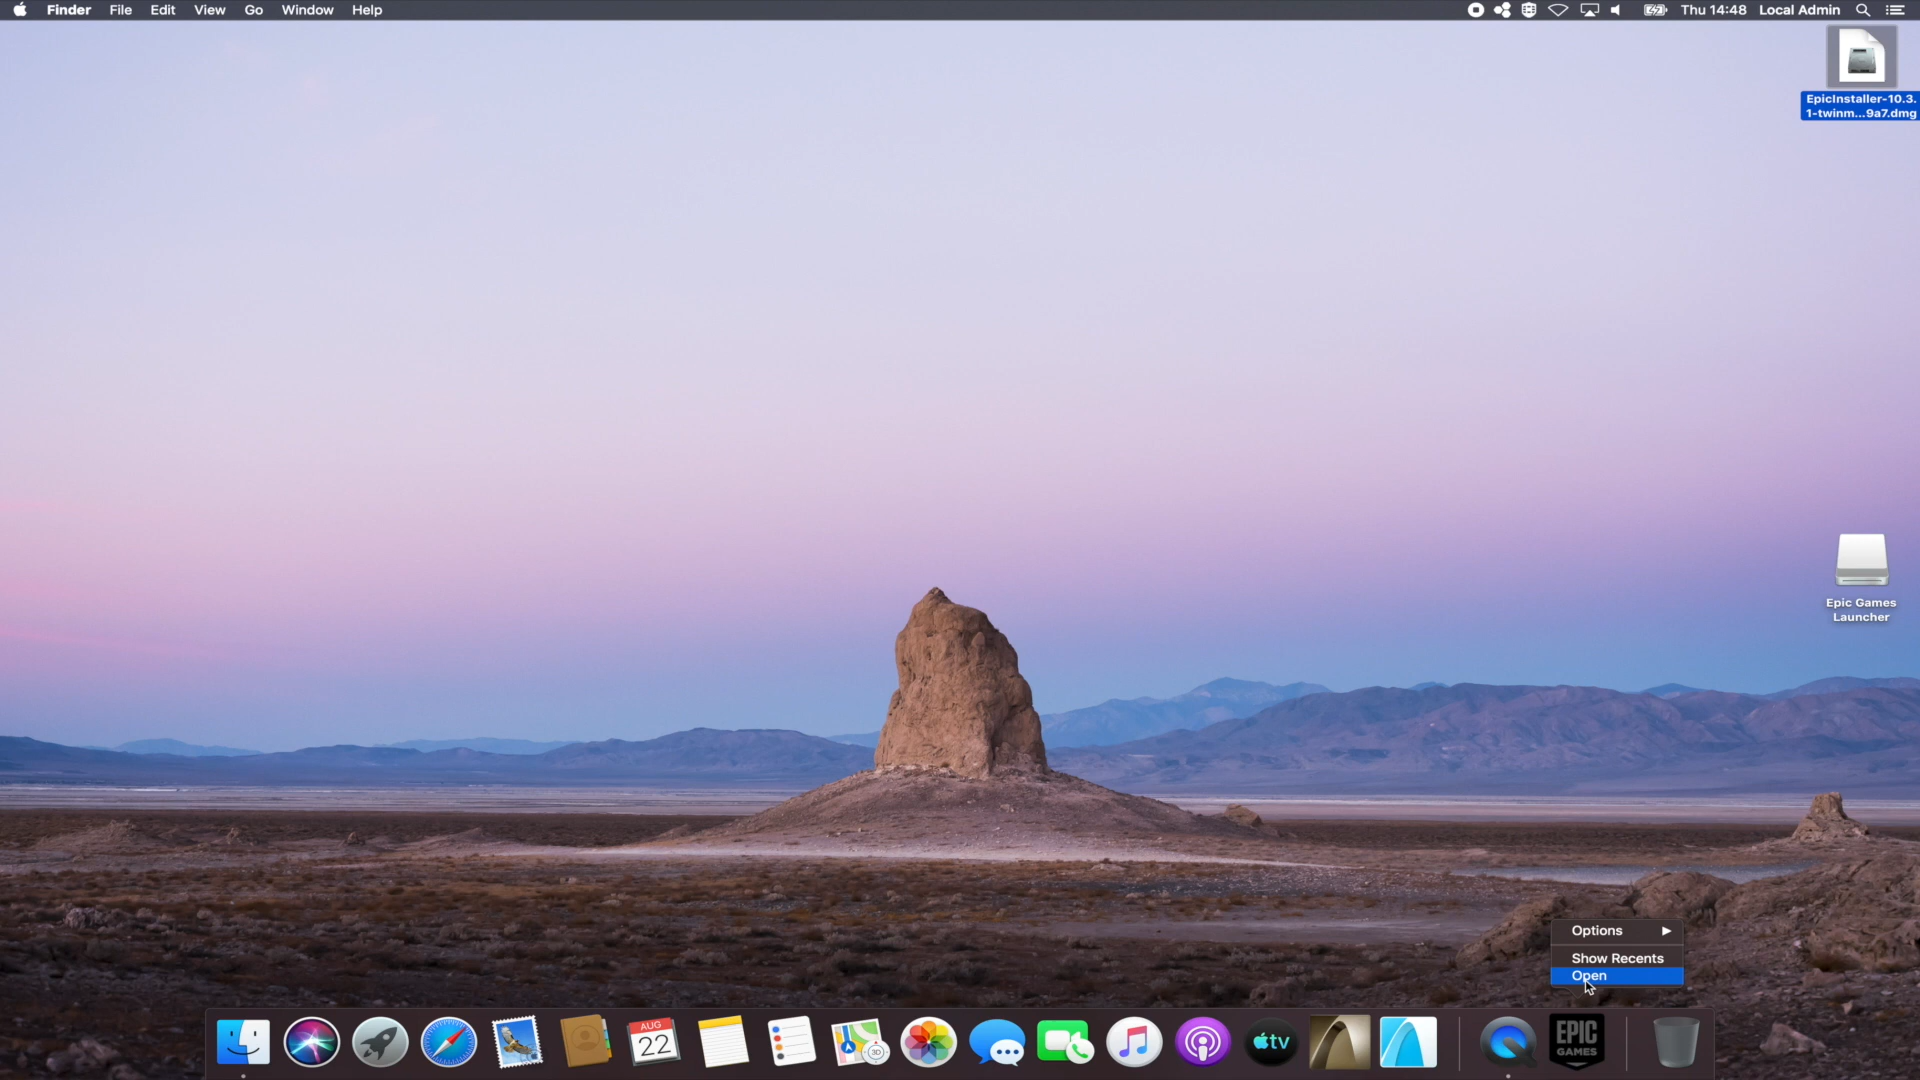 Finder File Edit View Go Window Help
Thu 14:48 Local Admin
EpicInstaller-10.3.
1-twinm...9a7.dmg
Epic Games
Launcher
Options
Show Recents
Open
AUG
22
3D
tv
EPIC
GAMES